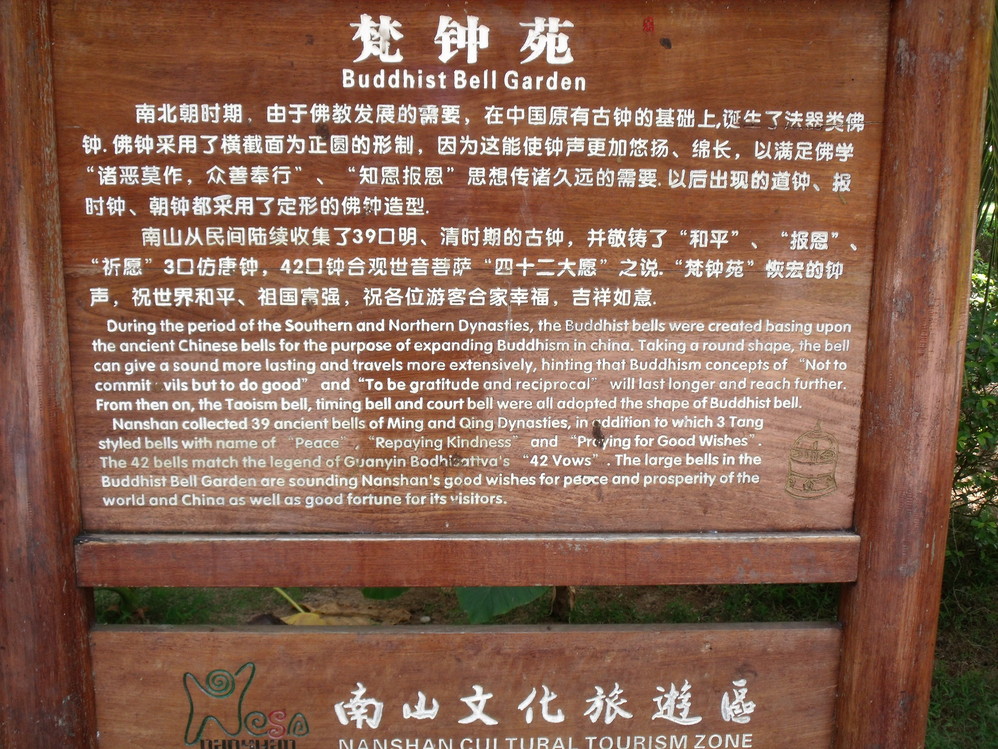 梵钟苑
Buddhist Bell Garden
南北朝时期，由于佛教发展的需要，在中国原有古钟的基础上,诞生了法器类佛
钟.佛钟采用了横截面为正圆的形制，因为这能使钟声更加悠扬、绵长，以满足佛学
“诸恶莫作，众善奉行”、“知恩报恩”思想传诸久远的需要.以后出现的道钟、报
时钟、朝钟都采用了定形的佛钟造型.
南山从民间陆续收集了39口明、清时期的古钟，并敬铸了“和平”、“报恩”、
“祈愿”3口仿唐钟，42口钟合观世音菩萨“四十二大愿”之说.“梵钟苑”恢宏的钟
声，祝世界和平、祖国富强，祝各位游客合家幸福，吉祥如意.
During the period of the Southern and Northern Dynasties, the Buddhist bells were created basing upon
the ancient Chinese bells for the purpose of expanding Buddhism in china. Taking a round shape, the bell
can give a sound more lasting and travels more extensively, hinting that Buddhism concepts of “Not to
commit vils but to do good” and “To be gratitude and reciprocal” will last longer and reach further.
From then on, the Taoism bell, timing bell and court bell were all adopted the shape of Buddhist bell.
Nanshan collected 39 ancient bells of Ming and Qing Dynasties, in addition to which 3 Tang
styled bells with name of “Peace”, “Repaying Kindness” and “Praying for Good Wishes”.
The 42 bells match the legend of Guanyin Bodhisattva's “42 Vows”. The large bells in the
Buddhist Bell Garden are sounding Nanshan's good wishes for peace and prosperity of the
world and China as well as good fortune for its visitors.
南山文化旅遊區
NANSHAN CULTURAL TOURISM ZONE
NANSHAN